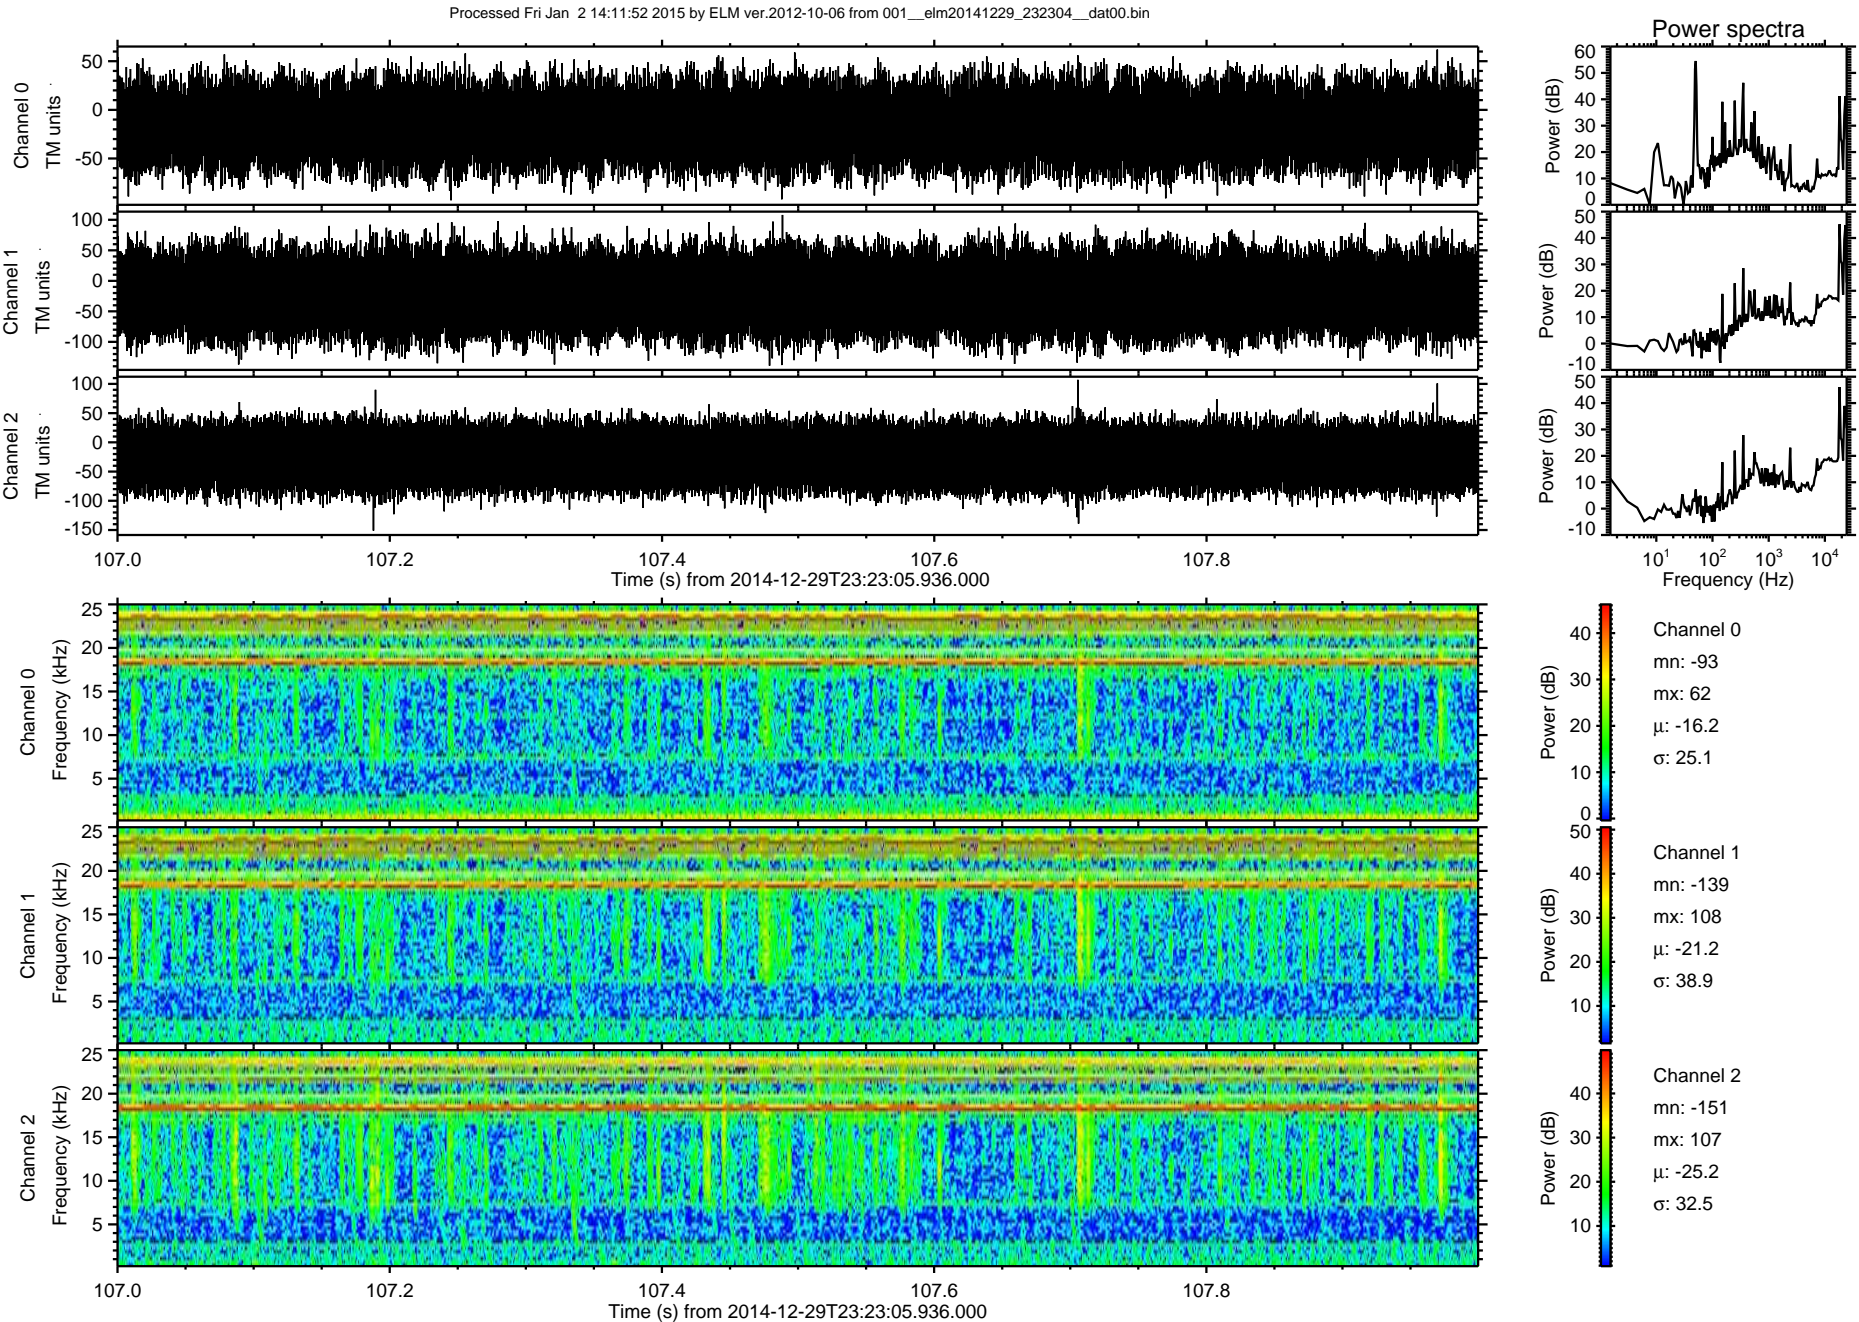 Processed Fri Jan  2 14:11:52 2015 by ELM ver.2012-10-06 from 001__elm20141229_232304__dat00.bin
Power spectra
Channel 0
TM units
50
0
-50
Power (dB)
60
50
40
30
20
10
0
Channel 1
TM units
100
50
0
-50
-100
Power (dB)
50
40
30
20
10
0
-10
Channel 2
TM units
100
50
0
-50
-100
-150
Power (dB)
50
40
30
20
10
0
-10
107.0 107.2 107.4 107.6 107.8
Time (s) from 2014-12-29T23:23:05.936.000
10¹ 10² 10³ 10⁴
Frequency (Hz)
Channel 0
Frequency (kHz)
25
20
15
10
5
Power (dB)
40
30
20
10
0
Channel 0
mn: -93
mx: 62
μ: -16.2
σ: 25.1
Channel 1
Frequency (kHz)
25
20
15
10
5
Power (dB)
50
40
30
20
10
Channel 1
mn: -139
mx: 108
μ: -21.2
σ: 38.9
Channel 2
Frequency (kHz)
25
20
15
10
5
Power (dB)
40
30
20
10
Channel 2
mn: -151
mx: 107
μ: -25.2
σ: 32.5
107.0 107.2 107.4 107.6 107.8
Time (s) from 2014-12-29T23:23:05.936.000